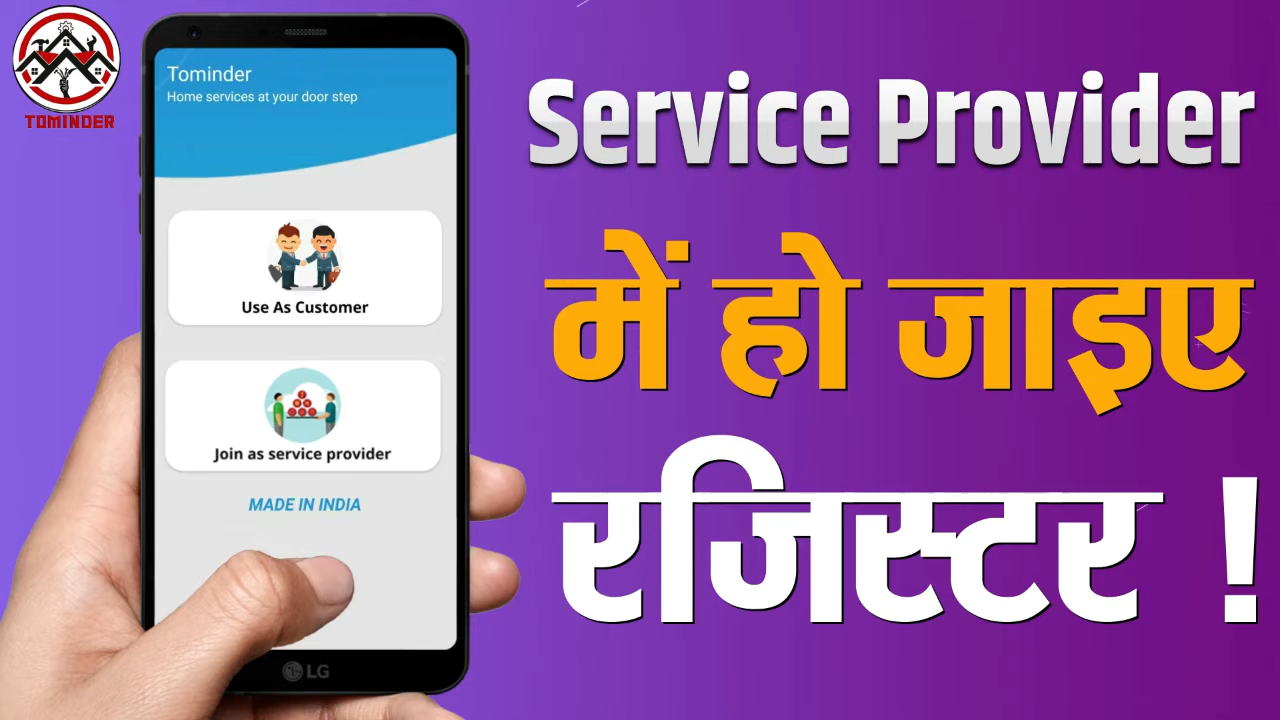 TOMINDER
Tominder
Home services at your door step
Use As Customer
Join as service provider
MADE IN INDIA
LG
Service Provider
में हो जाइए
रजिस्टर !